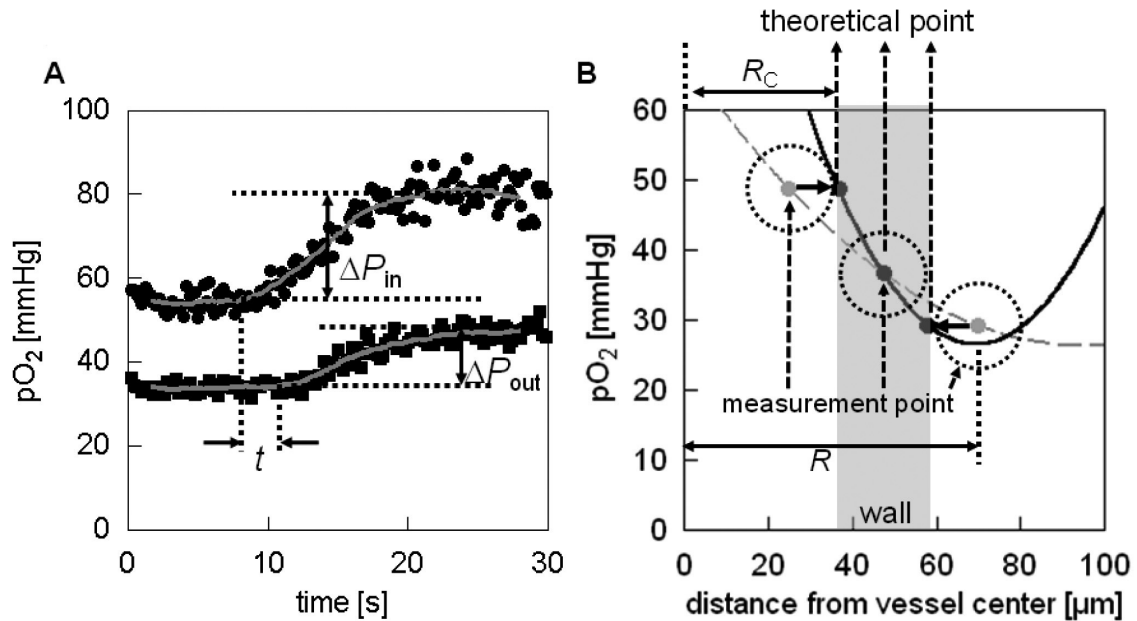 A
100
80
60
40
20
0
pO2 [mmHg]
ΔPin
ΔPout
t
0 10 20 30
time [s]
theoretical point
B
RC
60
50
40
30
20
10
0
pO2 [mmHg]
measurement point
R
wall
0 20 40 60 80 100
distance from vessel center [µm]